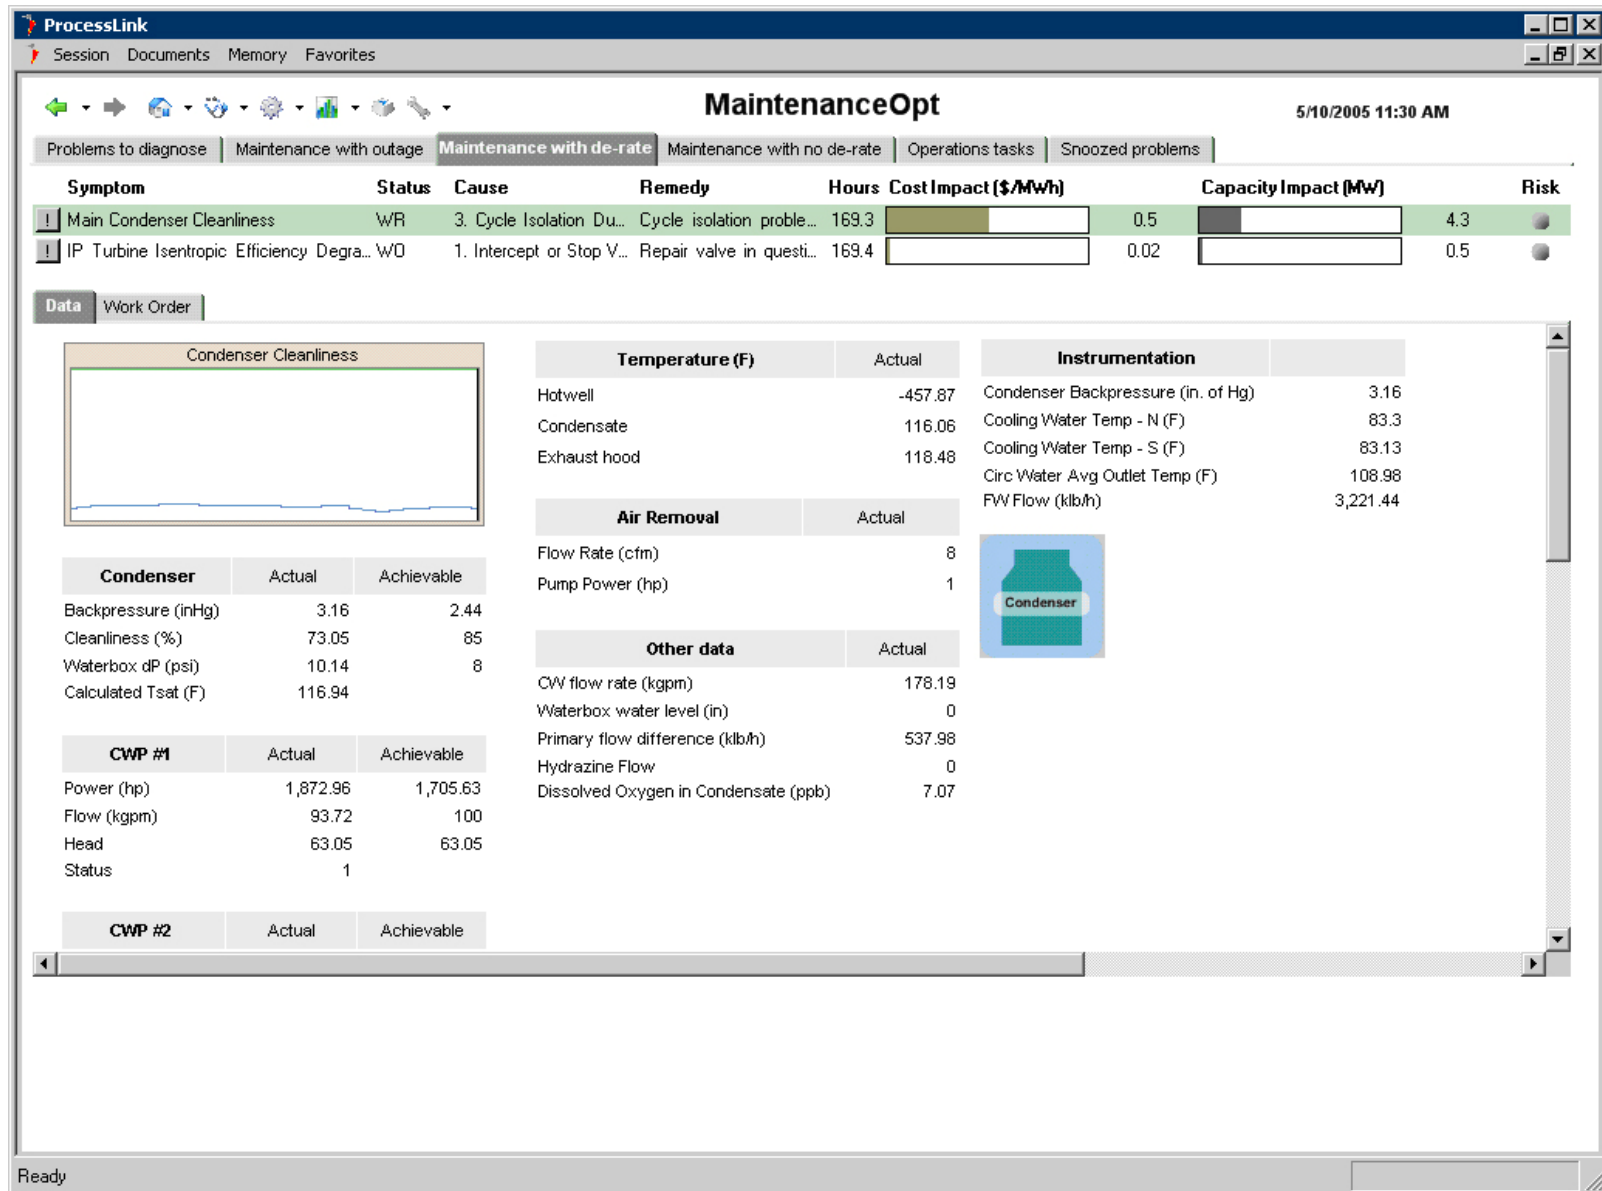 ProcessLink
Session Documents Memory Favorites
MaintenanceOpt
5/10/2005 11:30 AM
Problems to diagnose Maintenance with outage Maintenance with de-rate Maintenance with no de-rate Operations tasks Snoozed problems
Symptom Status Cause Remedy Hours Cost Impact ($/MWh) Capacity Impact (MW) Risk
! Main Condenser Cleanliness WR 3. Cycle Isolation Du... Cycle isolation proble... 169.3 0.5 4.3
! IP Turbine Isentropic Efficiency Degra... WO 1. Intercept or Stop V... Repair valve in questi... 169.4 0.02 0.5
Data Work Order
Condenser Cleanliness
Condenser Actual Achievable
Backpressure (inHg) 3.16 2.44
Cleanliness (%) 73.05 85
Waterbox dP (psi) 10.14 8
Calculated Tsat (F) 116.94
CWP #1 Actual Achievable
Power (hp) 1,872.96 1,705.63
Flow (kgpm) 93.72 100
Head 63.05 63.05
Status 1
CWP #2 Actual Achievable
Temperature (F) Actual
Hotwell -457.87
Condensate 116.06
Exhaust hood 118.48
Air Removal Actual
Flow Rate (cfm) 8
Pump Power (hp) 1
Other data Actual
CW flow rate (kgpm) 178.19
Waterbox water level (in) 0
Primary flow difference (klb/h) 537.98
Hydrazine Flow 0
Dissolved Oxygen in Condensate (ppb) 7.07
Instrumentation
Condenser Backpressure (in. of Hg) 3.16
Cooling Water Temp - N (F) 83.3
Cooling Water Temp - S (F) 83.13
Circ Water Avg Outlet Temp (F) 108.98
FW Flow (klb/h) 3,221.44
Condenser
Ready